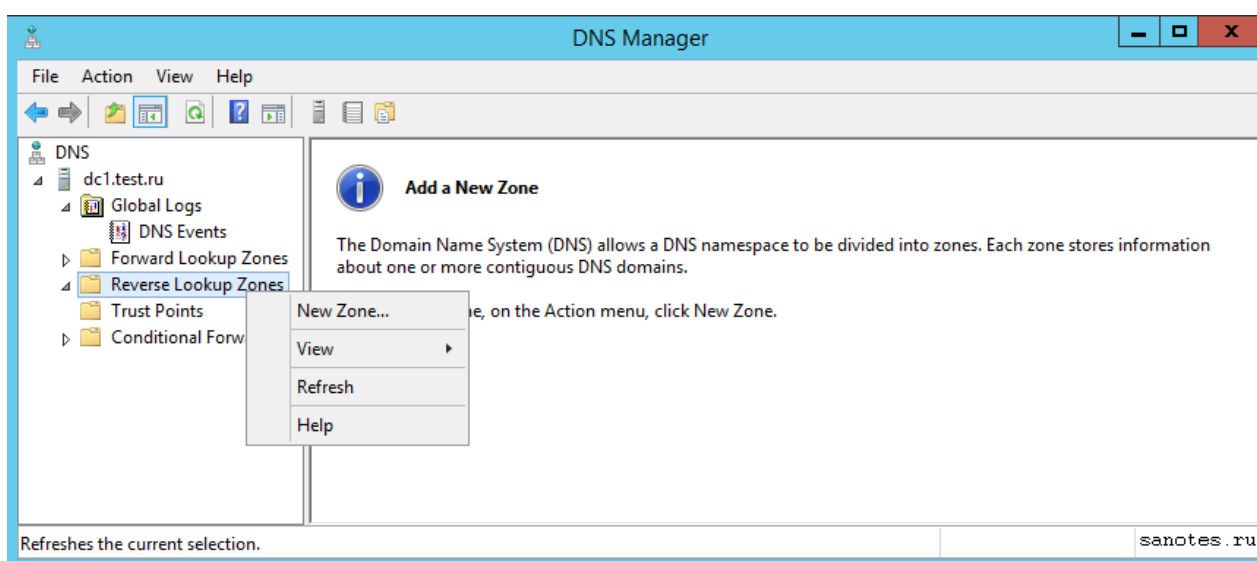 DNS Manager
File Action View Help
DNS
dc1.test.ru
Global Logs
DNS Events
Forward Lookup Zones
Reverse Lookup Zones
Trust Points
Conditional Forw
New Zone...
View
Refresh
Help
Add a New Zone
The Domain Name System (DNS) allows a DNS namespace to be divided into zones. Each zone stores information
about one or more contiguous DNS domains.
e, on the Action menu, click New Zone.
Refreshes the current selection.
sanotes.ru